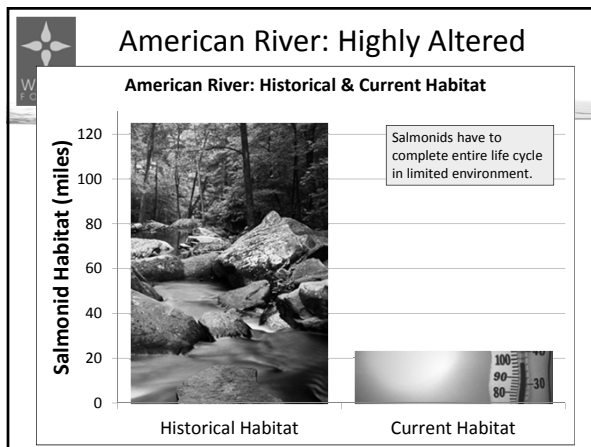 American River: Highly Altered
American River: Historical & Current Habitat
Salmonid Habitat (miles)
120
100
80
60
40
20
0
Salmonids have to
complete entire life cycle
in limited environment.
100
90
80
30
Historical Habitat
Current Habitat